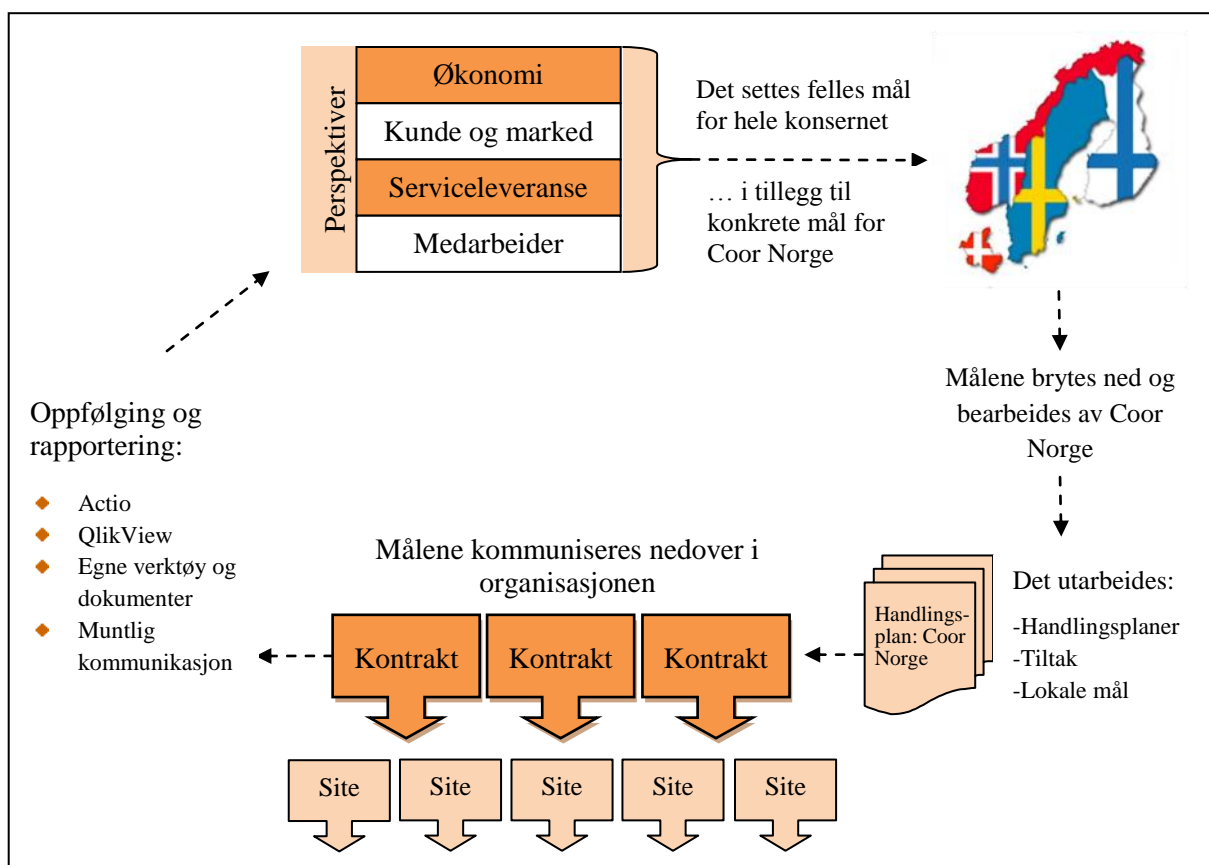 Perspektiver
Økonomi
Kunde og marked
Serviceleveranse
Medarbeider
Det settes felles mål
for hele konsernet
… i tillegg til
konkrete mål for
Coor Norge
Målene brytes ned og
bearbeides av Coor
Norge
Det utarbeides:
-Handlingsplaner
-Tiltak
-Lokale mål
Handlings-
plan: Coor
Norge
Målene kommuniseres nedover i
organisasjonen
Kontrakt
Kontrakt
Kontrakt
Site
Site
Site
Site
Site
Oppfølging og
rapportering:
Actio
QlikView
Egne verktøy og
dokumenter
Muntlig
kommunikasjon